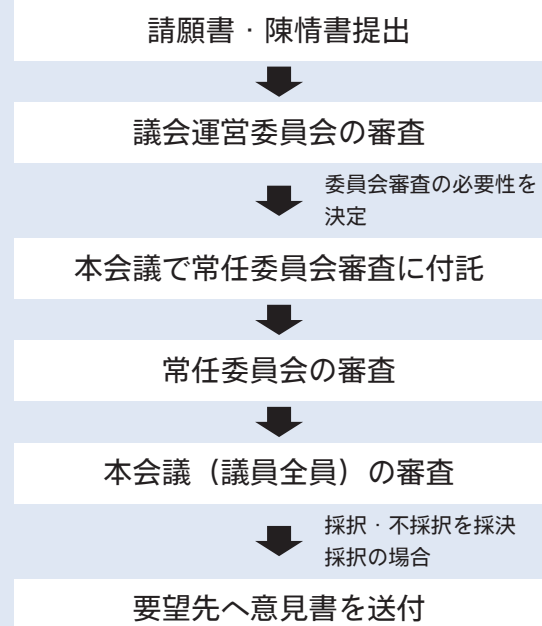 請願書・陳情書提出
議会運営委員会の審査
委員会審査の必要性を
決定
本会議で常任委員会審査に付託
常任委員会の審査
本会議（議員全員）の審査
採択・不採択を採決
採択の場合
要望先へ意見書を送付